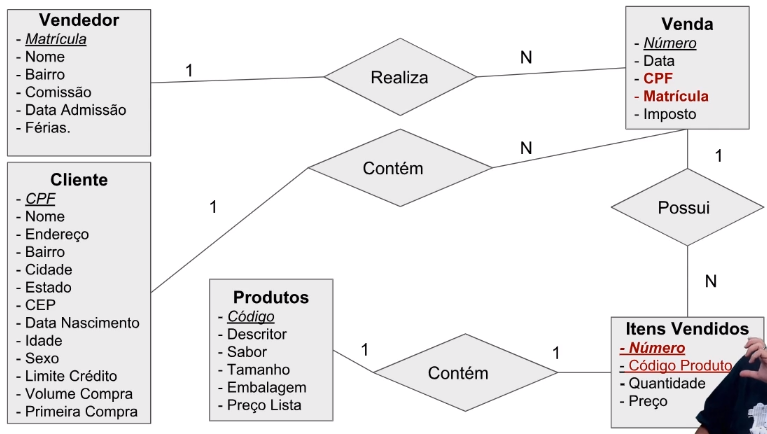 Vendedor
- Matrícula
- Nome
- Bairro
- Comissão
- Data Admissão
- Férias.
1
Realiza
N
Venda
- Número
- Data
- CPF
- Matrícula
- Imposto
Cliente
- CPF
- Nome
- Endereço
- Bairro
- Cidade
- Estado
- CEP
- Data Nascimento
- Idade
- Sexo
- Limite Crédito
- Volume Compra
- Primeira Compra
1
Contém
N
1
Possui
N
Produtos
- Código
- Descritor
- Sabor
- Tamanho
- Embalagem
- Preço Lista
1
Contém
1
Itens Vendidos
- Número
- Código Produto
- Quantidade
- Preço